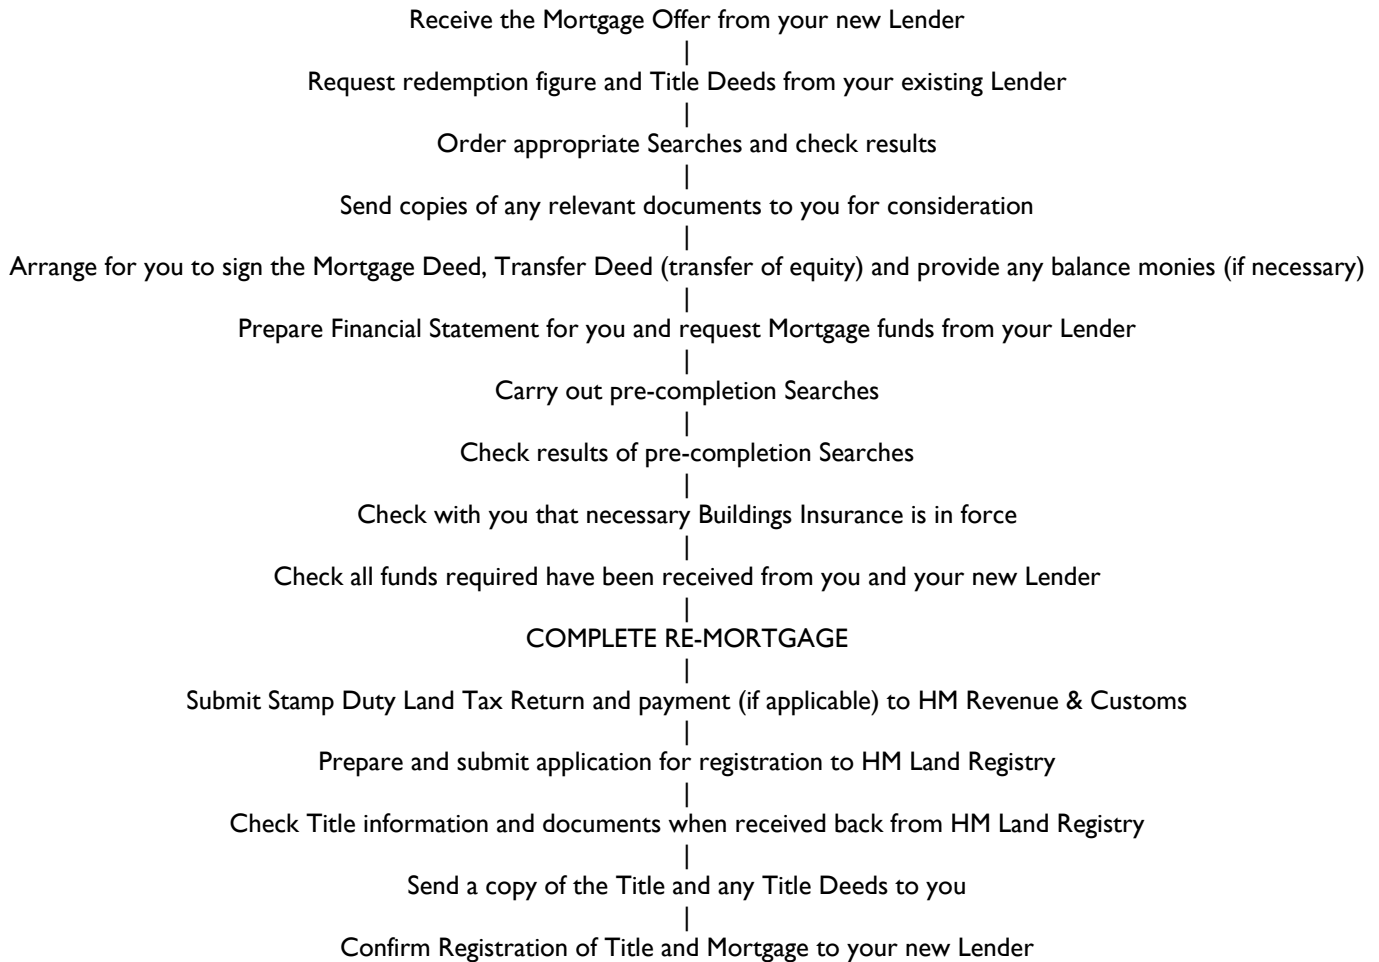 Receive the Mortgage Offer from your new Lender
Request redemption figure and Title Deeds from your existing Lender
Order appropriate Searches and check results
Send copies of any relevant documents to you for consideration
Arrange for you to sign the Mortgage Deed, Transfer Deed (transfer of equity) and provide any balance monies (if necessary)
Prepare Financial Statement for you and request Mortgage funds from your Lender
Carry out pre-completion Searches
Check results of pre-completion Searches
Check with you that necessary Buildings Insurance is in force
Check all funds required have been received from you and your new Lender
COMPLETE RE-MORTGAGE
Submit Stamp Duty Land Tax Return and payment (if applicable) to HM Revenue & Customs
Prepare and submit application for registration to HM Land Registry
Check Title information and documents when received back from HM Land Registry
Send a copy of the Title and any Title Deeds to you
Confirm Registration of Title and Mortgage to your new Lender